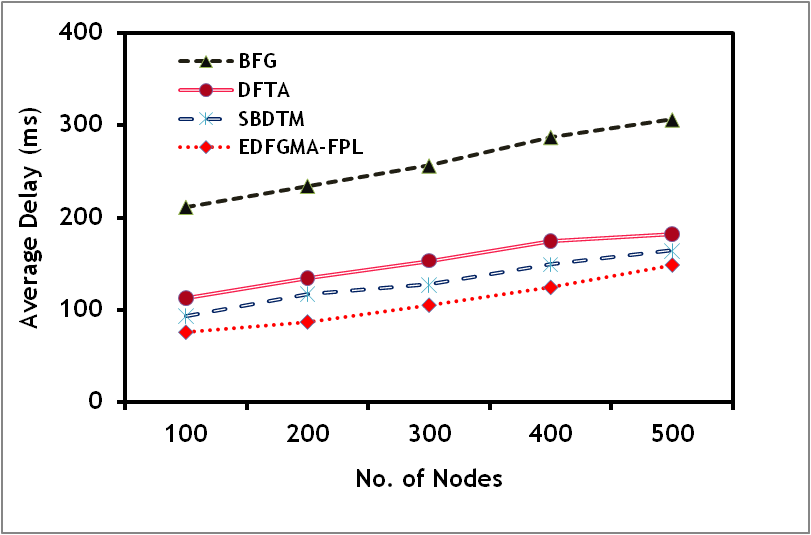 400
300
200
100
0
Average Delay (ms)
BFG
DFTA
SBDTM
EDFGMA-FPL
100 200 300 400 500
No. of Nodes